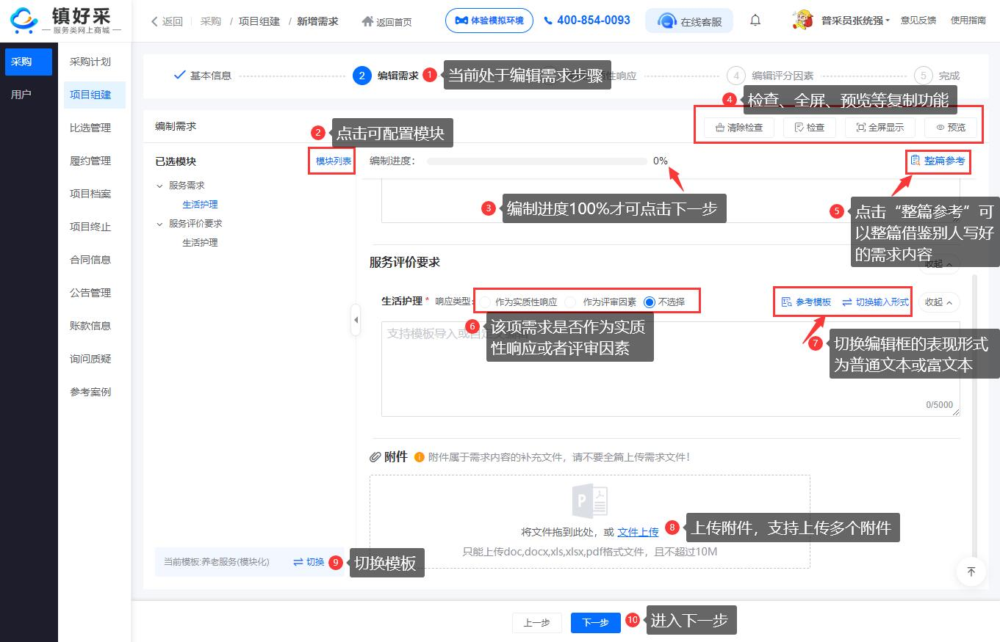 镇好采
服务类网上商城
返回
采购 / 项目组建 / 新增需求
返回首页
体验模拟环境
400-854-0093
在线客服
普采员张统强
意见反馈
使用指南
采购
用户
采购计划
项目组建
比选管理
履约管理
项目档案
项目终止
合同信息
公告管理
账款信息
询问质疑
参考案例
基本信息
2 编辑需求
1 当前处于编辑需求步骤
性响应
4 编辑评分因素
5 完成
4 检查、全屏、预览等复制功能
编制需求
2 点击可配置模块
清除检查
检查
全屏显示
预览
已选模块
模块列表
编制进度：
0%
整篇参考
服务需求
生活护理
服务评价要求
生活护理
3 编制进度100%才可点击下一步
5 点击“整篇参考”可
以整篇借鉴别人写好
的需求内容
服务评价要求
收起
生活护理 * 响应类型:
作为实质性响应
作为评审因素
不选择
参考模板
切换输入形式
收起
支持模板导入或自定义编辑
6 该项需求是否作为实质
性响应或者评审因素
7 切换编辑框的表现形式
为普通文本或富文本
0/5000
附件
附件属于需求内容的补充文件，请不要全篇上传需求文件！
P
将文件拖到此处，或 文件上传
8 上传附件，支持上传多个附件
只能上传doc,docx,xls,xlsx,pdf格式文件，且不超过10M
当前模板:养老服务(模块化)
切换
9 切换模板
上一步
下一步
10 进入下一步